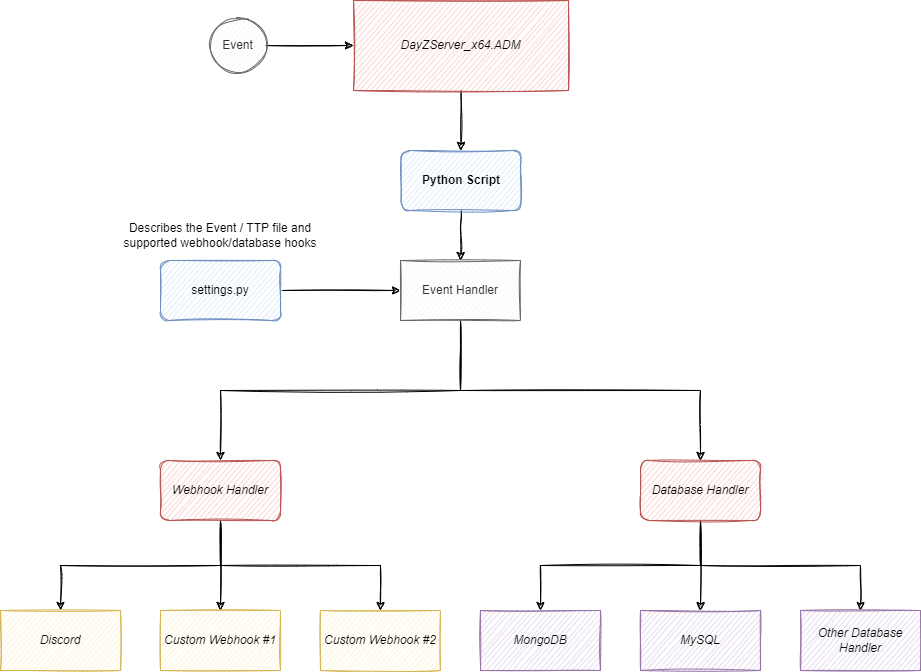 Event
DayZServer_x64.ADM
Python Script
Describes the Event / TTP file and
supported webhook/database hooks
settings.py
Event Handler
Webhook Handler
Database Handler
Discord
Custom Webhook #1
Custom Webhook #2
MongoDB
MySQL
Other Database
Handler